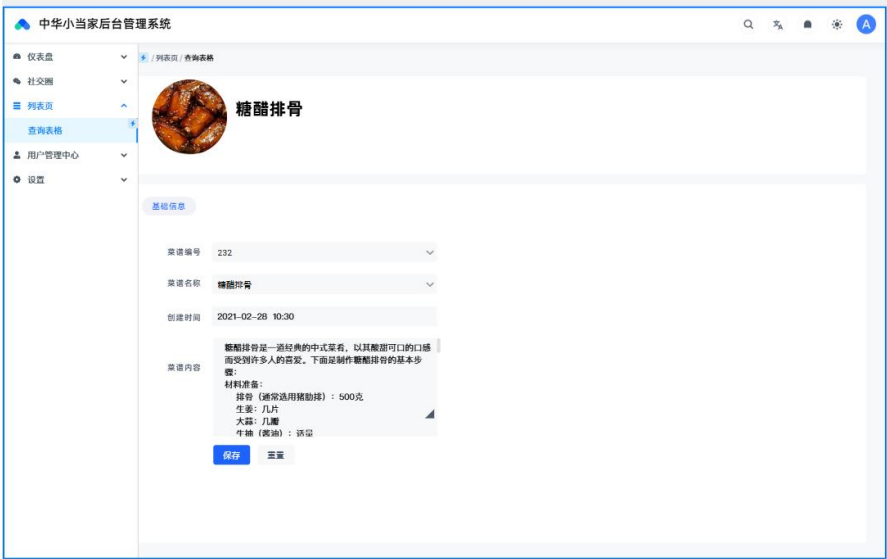 中华小当家后台管理系统
A
仪表盘
/ 列表页 / 查询表格
社交圈
列表页
查询表格
用户管理中心
设置
糖醋排骨
基础信息
菜谱编号 232
菜谱名称 糖醋排骨
创建时间 2021-02-28 10:30
菜谱内容
糖醋排骨是一道经典的中式菜肴，以其酸甜可口的口感
而受到许多人的喜爱。下面是制作糖醋排骨的基本步
骤：
材料准备：
排骨（通常选用猪肋排）：500克
生姜：几片
大蒜：几瓣
生抽（酱油）：适量
保存 重置